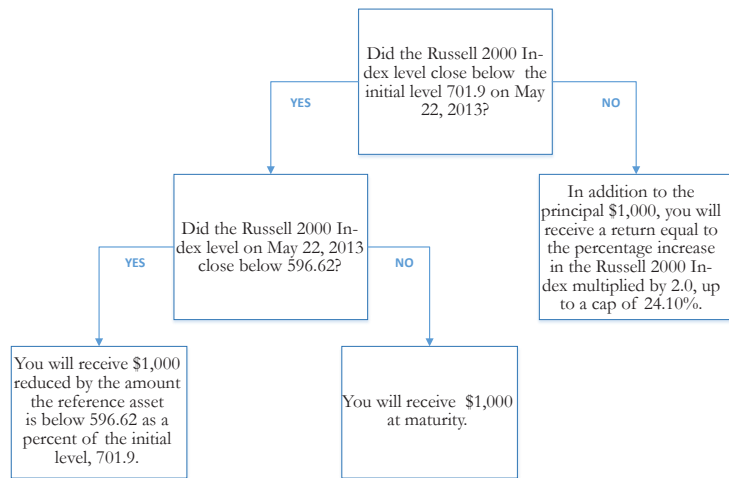 Did the Russell 2000 In-
dex level close below the
initial level 701.9 on May
22, 2013?
YES
NO
Did the Russell 2000 In-
dex level on May 22, 2013
close below 596.62?
In addition to the
principal $1,000, you will
receive a return equal to
the percentage increase
in the Russell 2000 In-
dex multiplied by 2.0, up
to a cap of 24.10%.
YES
NO
You will receive $1,000
reduced by the amount
the reference asset
is below 596.62 as a
percent of the initial
level, 701.9.
You will receive $1,000
at maturity.